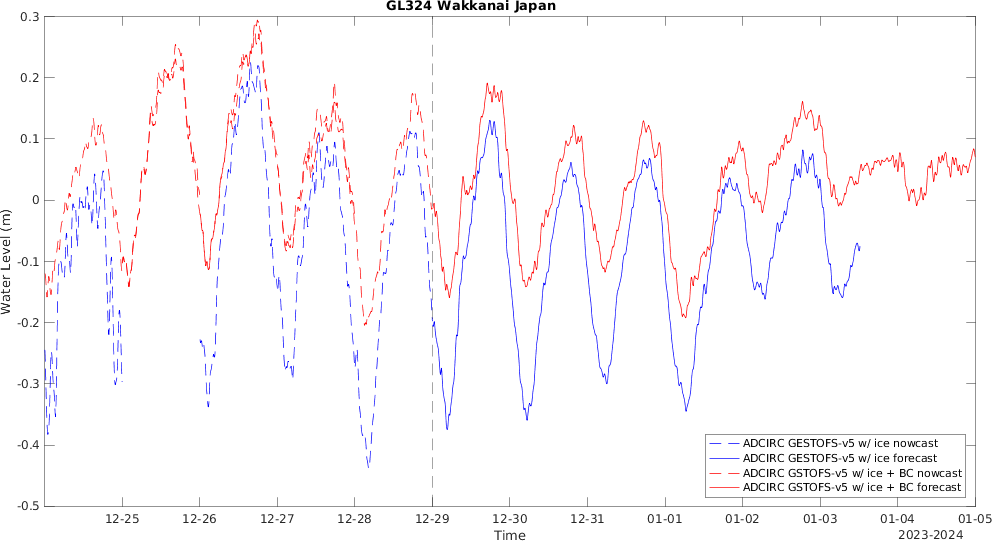 GL324 Wakkanai Japan
0.3
0.2
0.1
0
-0.1
-0.2
-0.3
-0.4
-0.5
Water Level (m)
ADCIRC GESTOFS-v5 w/ ice nowcast
ADCIRC GESTOFS-v5 w/ ice forecast
ADCIRC GSTOFS-v5 w/ ice + BC nowcast
ADCIRC GSTOFS-v5 w/ ice + BC forecast
12-25 12-26 12-27 12-28 12-29 12-30 12-31 01-01 01-02 01-03 01-04 01-05
Time
2023-2024